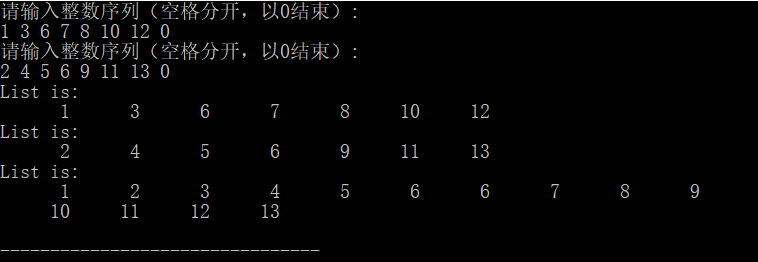 请输入整数序列（空格分开，以0结束）:
1 3 6 7 8 10 12 0
请输入整数序列（空格分开，以0结束）:
2 4 5 6 9 11 13 0
List is:
1 3 6 7 8 10 12
List is:
2 4 5 6 9 11 13
List is:
1 2 3 4 5 6 6 7 8 9
10 11 12 13
--------------------------------